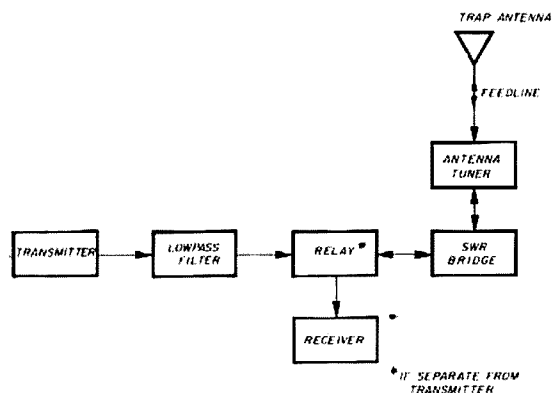 TRAP ANTENNA
FEEDLINE
ANTENNA
TUNER
TRANSMITTER
LOWPASS
FILTER
RELAY *
SWR
BRIDGE
RECEIVER
*
* IF SEPARATE FROM
TRANSMITTER